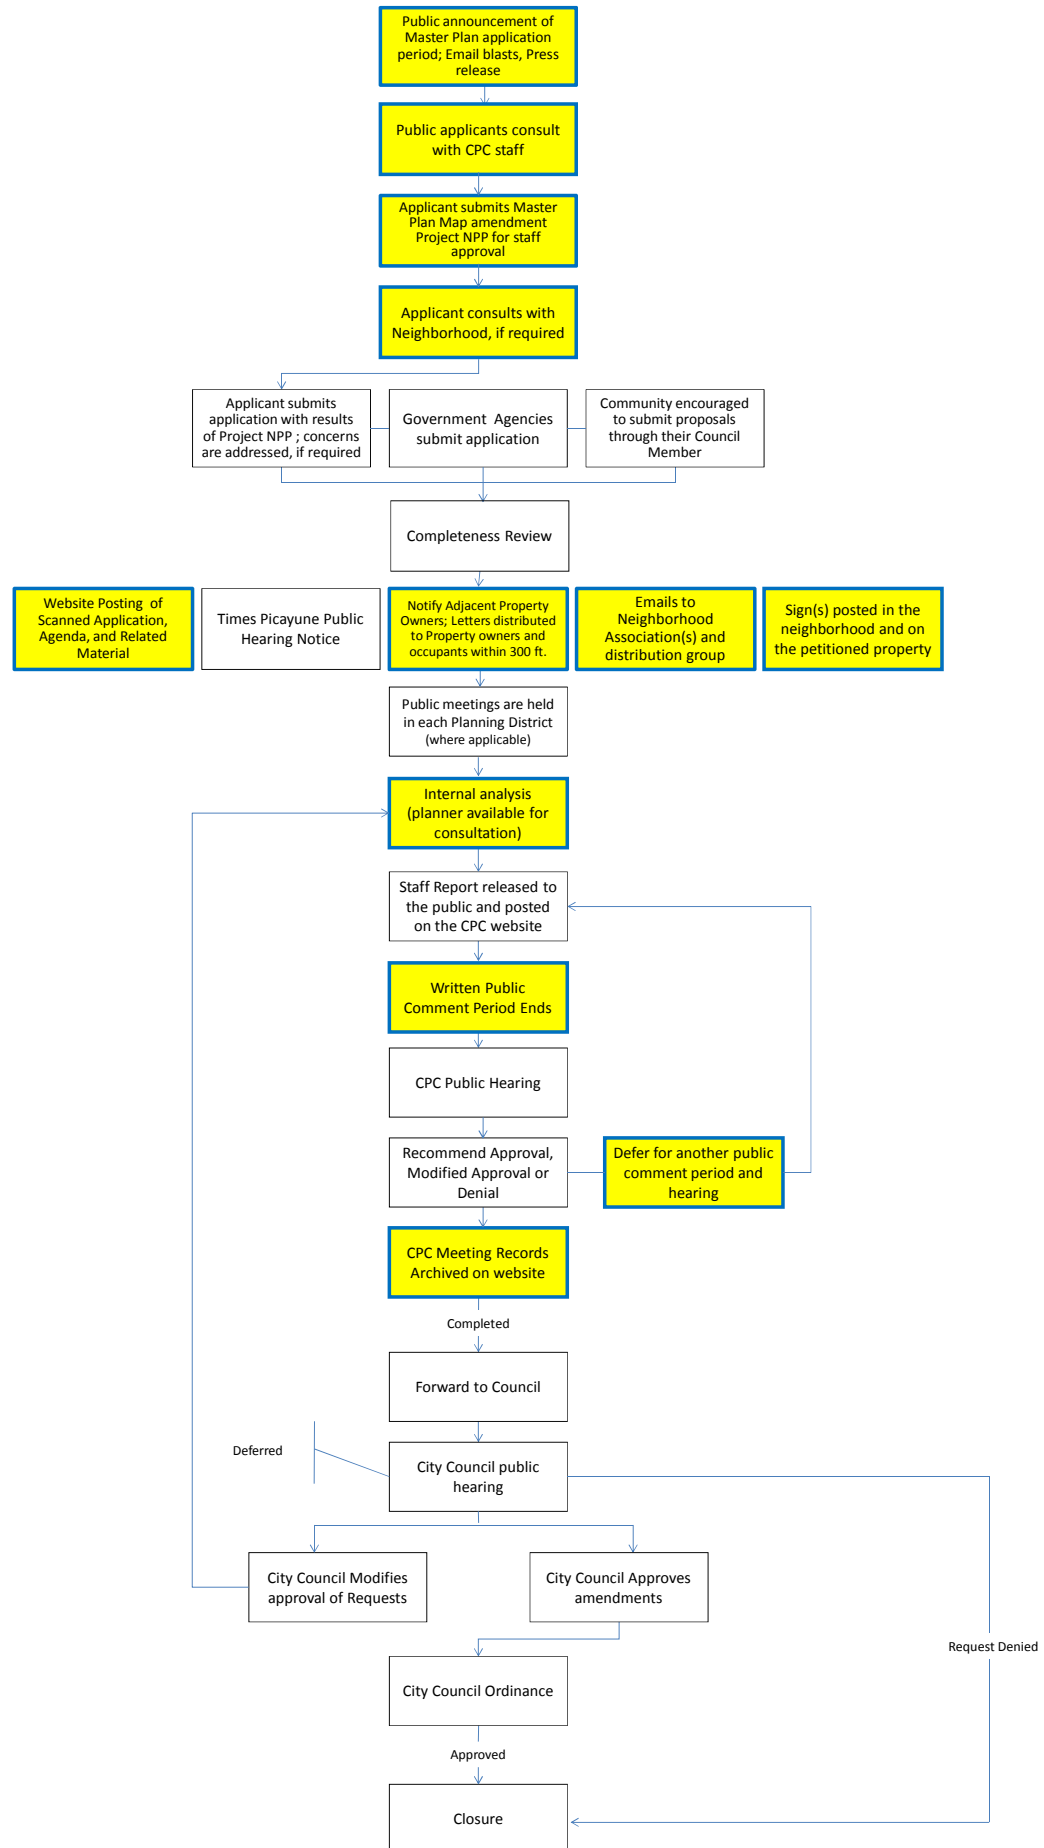 Public announcement of
Master Plan application
period; Email blasts, Press
release
Public applicants consult
with CPC staff
Applicant submits Master
Plan Map amendment
Project NPP for staff
approval
Applicant consults with
Neighborhood, if required
Applicant submits
application with results
of Project NPP ; concerns
are addressed, if required
Government Agencies
submit application
Community encouraged
to submit proposals
through their Council
Member
Completeness Review
Website Posting of
Scanned Application,
Agenda, and Related
Material
Times Picayune Public
Hearing Notice
Notify Adjacent Property
Owners; Letters distributed
to Property owners and
occupants within 300 ft.
Emails to
Neighborhood
Association(s) and
distribution group
Sign(s) posted in the
neighborhood and on
the petitioned property
Public meetings are held
in each Planning District
(where applicable)
Internal analysis
(planner available for
consultation)
Staff Report released to
the public and posted
on the CPC website
Written Public
Comment Period Ends
CPC Public Hearing
Recommend Approval,
Modified Approval or
Denial
Defer for another public
comment period and
hearing
CPC Meeting Records
Archived on website
Completed
Forward to Council
Deferred
City Council public
hearing
City Council Modifies
approval of Requests
City Council Approves
amendments
Request Denied
City Council Ordinance
Approved
Closure